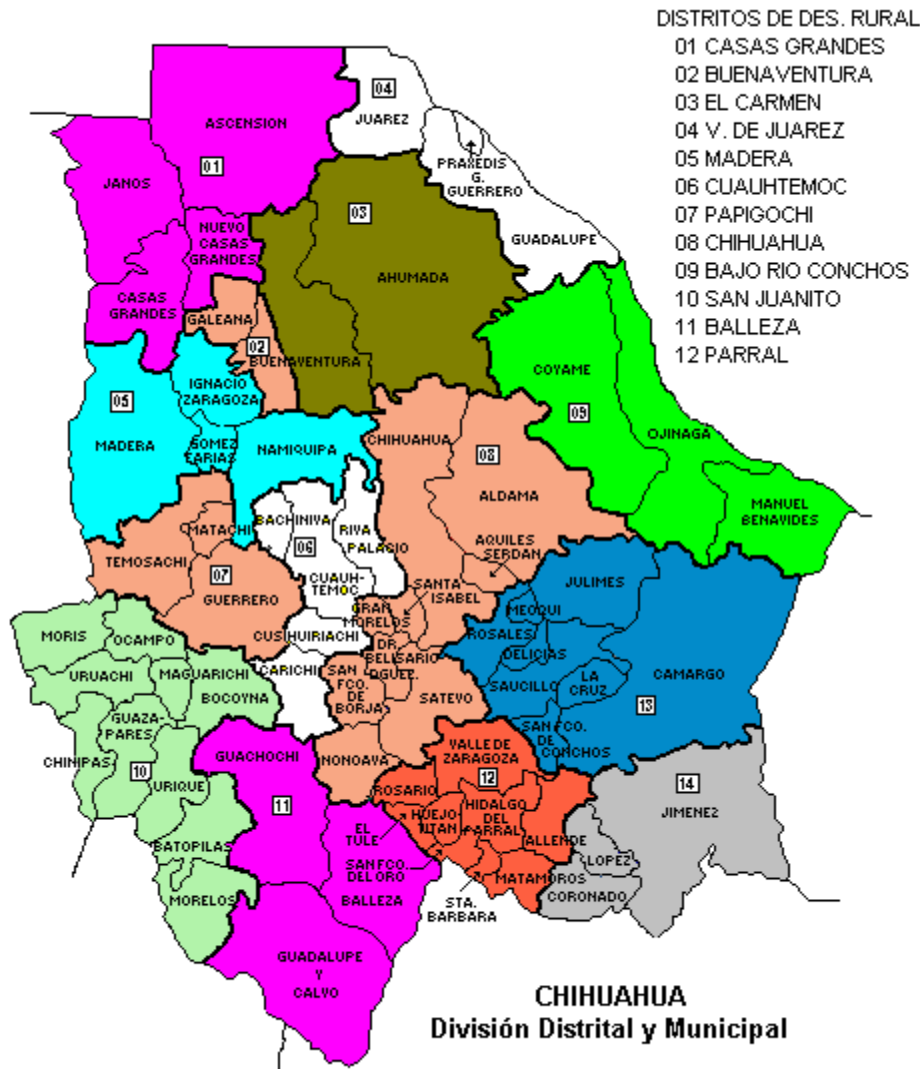 DISTRITOS DE DES. RURAL
01 CASAS GRANDES
02 BUENAVENTURA
03 EL CARMEN
04 V. DE JUAREZ
05 MADERA
06 CUAUHTEMOC
07 PAPIGOCHI
08 CHIHUAHUA
09 BAJO RIO CONCHOS
10 SAN JUANITO
11 BALLEZA
12 PARRAL
04
JUAREZ
ASCENSION
01
JANOS
PRAXEDIS
G.
GUERRERO
GUADALUPE
03
NUEVO
CASAS
GRANDES
AHUMADA
CASAS
GRANDES
GALEANA
02
BUENAVENTURA
COYAME
09
OJINAGA
MANUEL
BENAVIDES
05
IGNACIO
ZARAGOZA
MADERA
GOMEZ
FARIAS
NAMIQUIPA
CHIHUAHUA
08
ALDAMA
AQUILES
SERDAN
MATACHI
TEMOSACHI
07
GUERRERO
BACHINIVA
06
RIVA
PALACIO
CUAUH-
TEMOC
CUSIHUIRIACHI
CARICHI
SANTA
ISABEL
GRAN
MORELOS
DR.
BELISARIO
DGUEZ.
SAN
FCO.
DE
BORJA
SATEVO
NONOAVA
JULIMES
MEOQUI
ROSALES
DELICIAS
SAUCILLO
LA
CRUZ
CAMARGO
13
SAN FCO.
DE
CONCHOS
MORIS
OCAMPO
URUACHI
MAGUARICHI
BOCOYNA
GUAZA-
PARES
CHINIPAS
10
URIQUE
BATOPILAS
MORELOS
GUACHOCHI
11
BALLEZA
GUADALUPE
Y
CALVO
VALLE DE
ZARAGOZA
12
ROSARIO
HUEJO-
TITAN
HIDALGO
DEL
PARRAL
ALLENDE
EL
TULE
SAN FCO.
DEL ORO
MATAMOROS
STA.
BARBARA
14
JIMENEZ
LOPEZ
CORONADO
CHIHUAHUA
División Distrital y Municipal